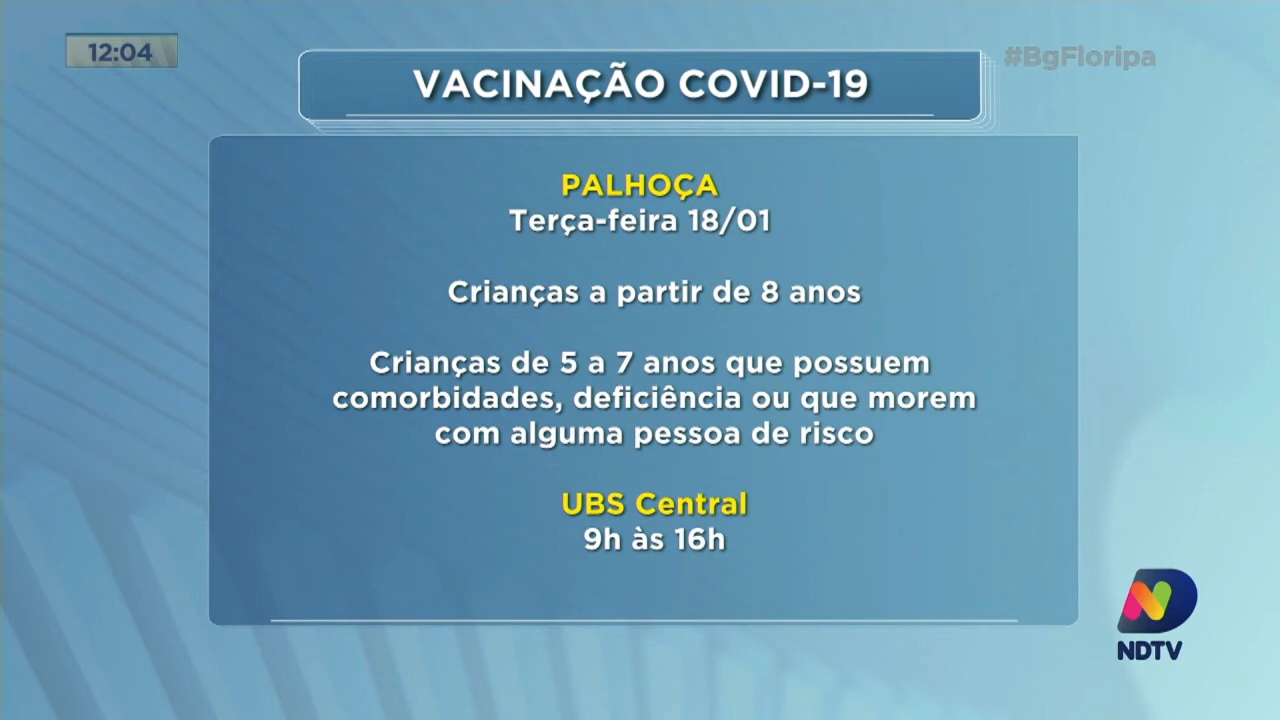 12:04
#BgFloripa
VACINAÇÃO COVID-19
PALHOÇA
Terça-feira 18/01
Crianças a partir de 8 anos
Crianças de 5 a 7 anos que possuem
comorbidades, deficiência ou que morem
com alguma pessoa de risco
UBS Central
9h às 16h
NDTV